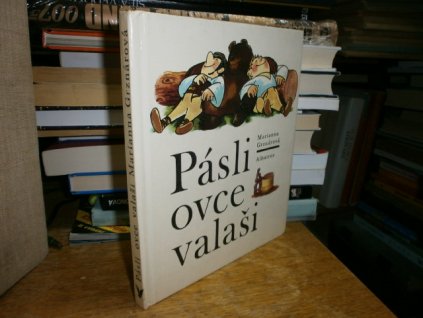 Marianna
Grznárová
Albatros
Pásli
ovce
valaši
Pásli ovce valaši Marianna Grznárová